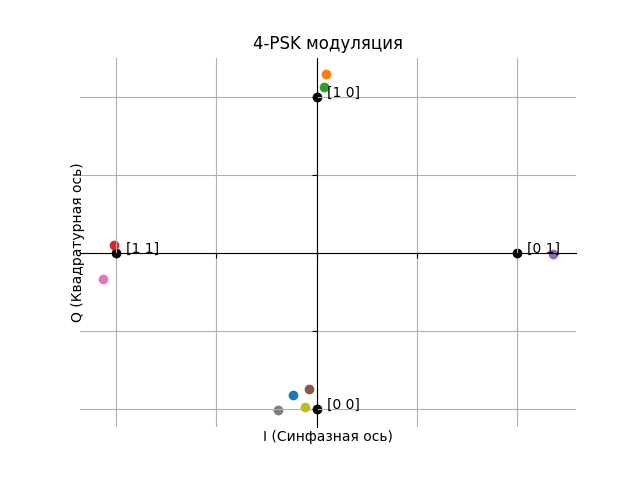 4-PSK модуляция
[1 0]
Q (Квадратурная ось)
[1 1]
[0 1]
[0 0]
I (Синфазная ось)